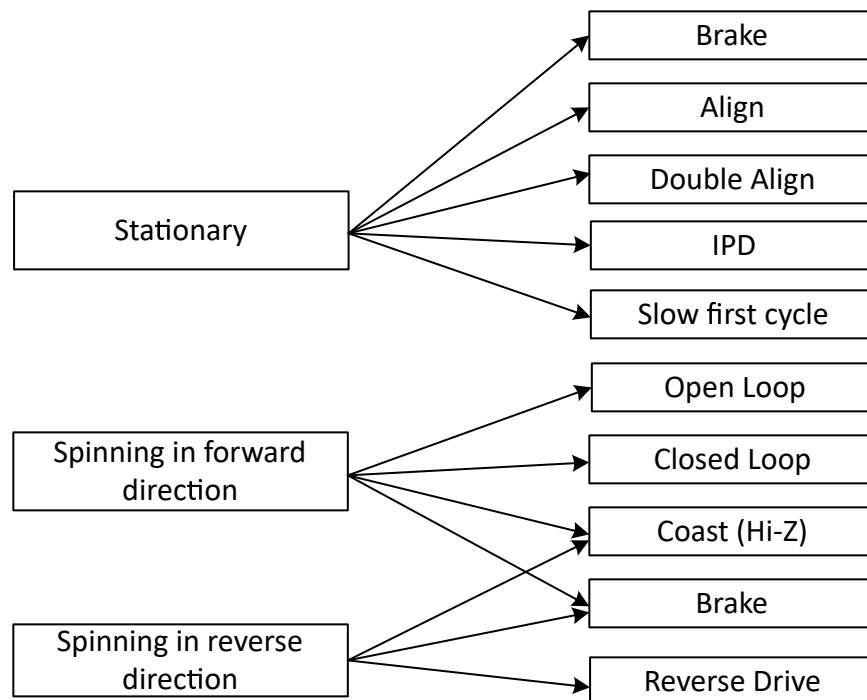 Brake
Align
Double Align
Stationary
IPD
Slow first cycle
Open Loop
Spinning in forward
direction
Closed Loop
Coast (Hi-Z)
Brake
Spinning in reverse
direction
Reverse Drive